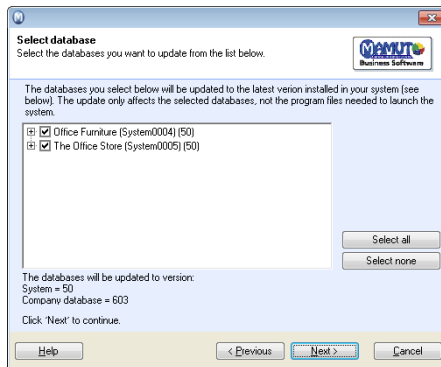 Select database
Select the databases you want to update from the list below.
MAMUT
Business Software
The databases you select below will be updated to the latest verion installed in your system (see
below). The update only affects the selected databases, not the program files needed to launch the
system.
Office Furniture (System0004) (50)
The Office Store (System0005) (50)
Select all
Select none
The databases will be updated to version:
System = 50
Company database = 603
Click 'Next' to continue.
Help
< Previous
Next >
Cancel